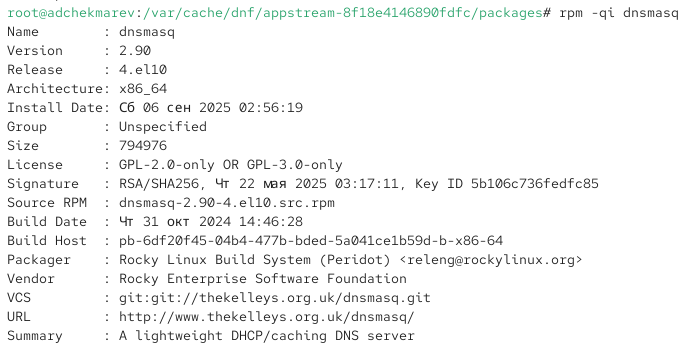 root@adchekmarev:/var/cache/dnf/appstream-8f18e4146890fdfc/packages# rpm -qi dnsmasq
Name        : dnsmasq
Version     : 2.90
Release     : 4.el10
Architecture: x86_64
Install Date: Сб 06 сен 2025 02:56:19
Group       : Unspecified
Size        : 794976
License     : GPL-2.0-only OR GPL-3.0-only
Signature   : RSA/SHA256, Чт 22 мая 2025 03:17:11, Key ID 5b106c736fedfc85
Source RPM  : dnsmasq-2.90-4.el10.src.rpm
Build Date  : Чт 31 окт 2024 14:46:28
Build Host  : pb-6df20f45-04b4-477b-bded-5a041ce1b59d-b-x86-64
Packager    : Rocky Linux Build System (Peridot) <releng@rockylinux.org>
Vendor      : Rocky Enterprise Software Foundation
VCS         : git:git://thekelleys.org.uk/dnsmasq.git
URL         : http://www.thekelleys.org.uk/dnsmasq/
Summary     : A lightweight DHCP/caching DNS server